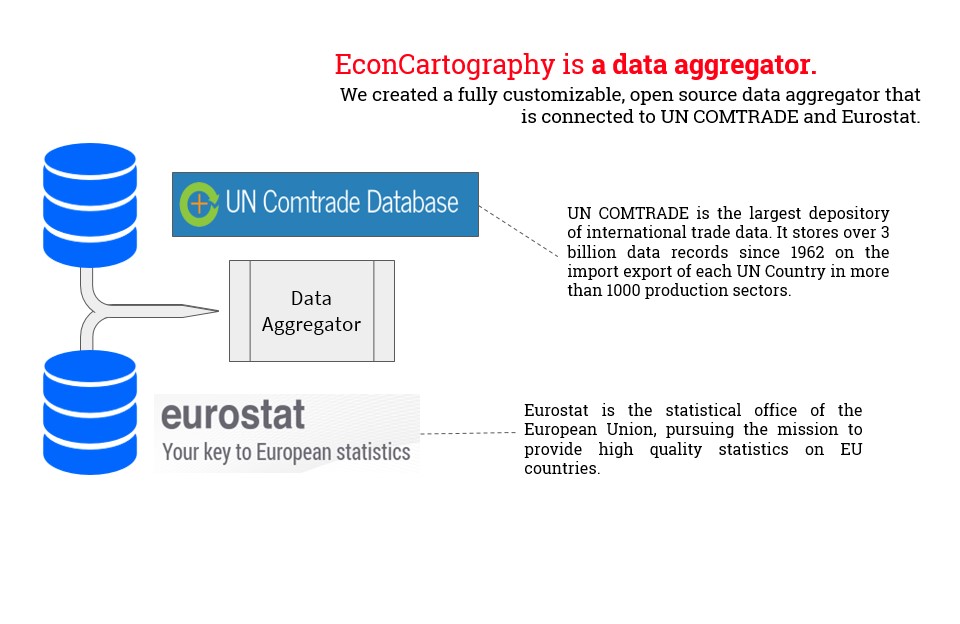 EconCartography is a data aggregator.
We created a fully customizable, open source data aggregator that
is connected to UN COMTRADE and Eurostat.
UN Comtrade Database
UN COMTRADE is the largest depository
of international trade data. It stores over 3
billion data records since 1962 on the
import export of each UN Country in more
than 1000 production sectors.
Data
Aggregator
eurostat
Your key to European statistics
Eurostat is the statistical office of the
European Union, pursuing the mission to
provide high quality statistics on EU
countries.